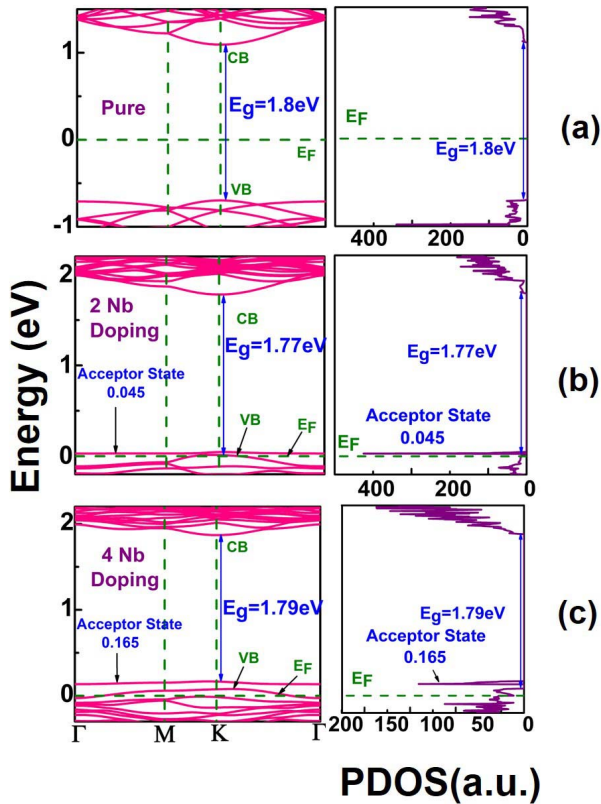 Energy (eV)
1
0
-1
Pure
CB
Eg=1.8eV
EF
VB
EF
Eg=1.8eV
400
200
0
(a)
2
1
0
2 Nb
Doping
CB
Eg=1.77eV
Acceptor State
0.045
VB
EF
Eg=1.77eV
Acceptor State
0.045
EF
400
200
0
(b)
2
1
0
4 Nb
Doping
CB
Eg=1.79eV
Acceptor State
0.165
VB
EF
Γ
M
K
Γ
Eg=1.79eV
Acceptor State
0.165
EF
200
150
100
50
0
(c)
PDOS(a.u.)